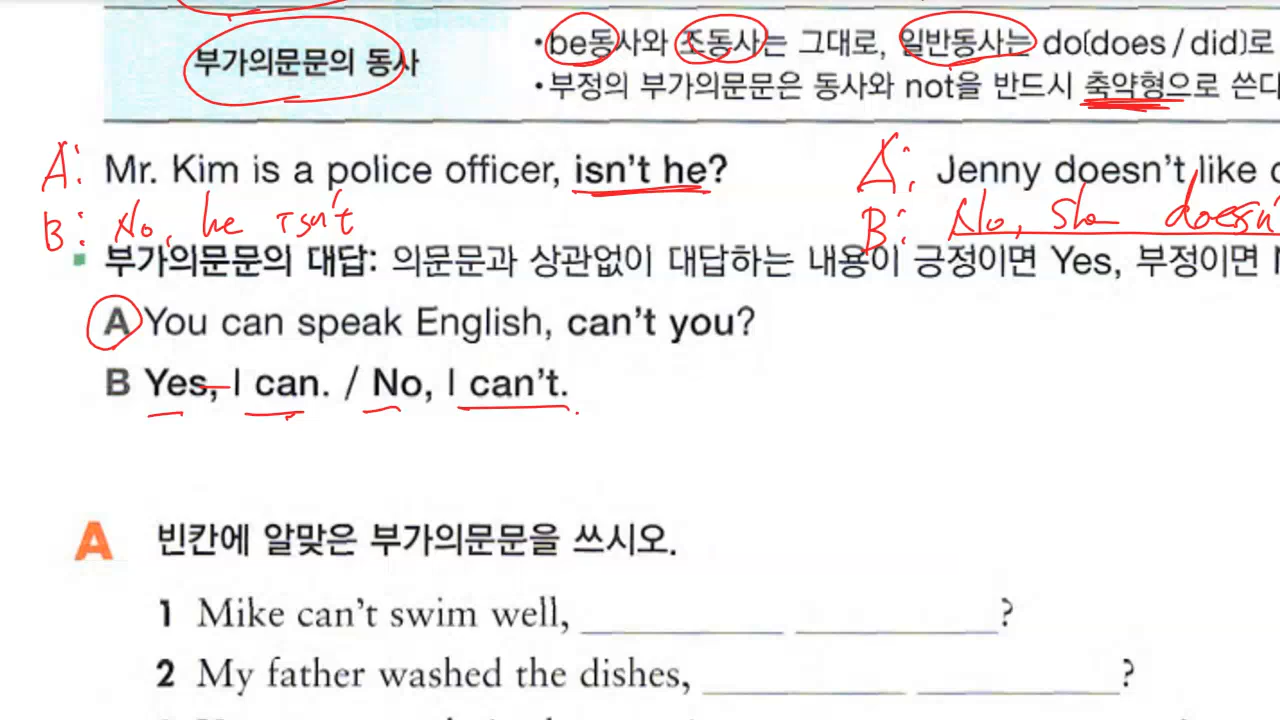 부가의문문의 동사
•be동사와 조동사는 그대로, 일반동사는 do(does / did)로
•부정의 부가의문문은 동사와 not을 반드시 축약형으로 쓴다
A: Mr. Kim is a police officer, isn't he?
B: No, he isn't
A: Jenny doesn't like
B: No, she doesn'
부가의문문의 대답: 의문문과 상관없이 대답하는 내용이 긍정이면 Yes, 부정이면
A You can speak English, can't you?
B Yes, I can. / No, I can't.
A 빈칸에 알맞은 부가의문문을 쓰시오.
1 Mike can't swim well, ?
2 My father washed the dishes, ?